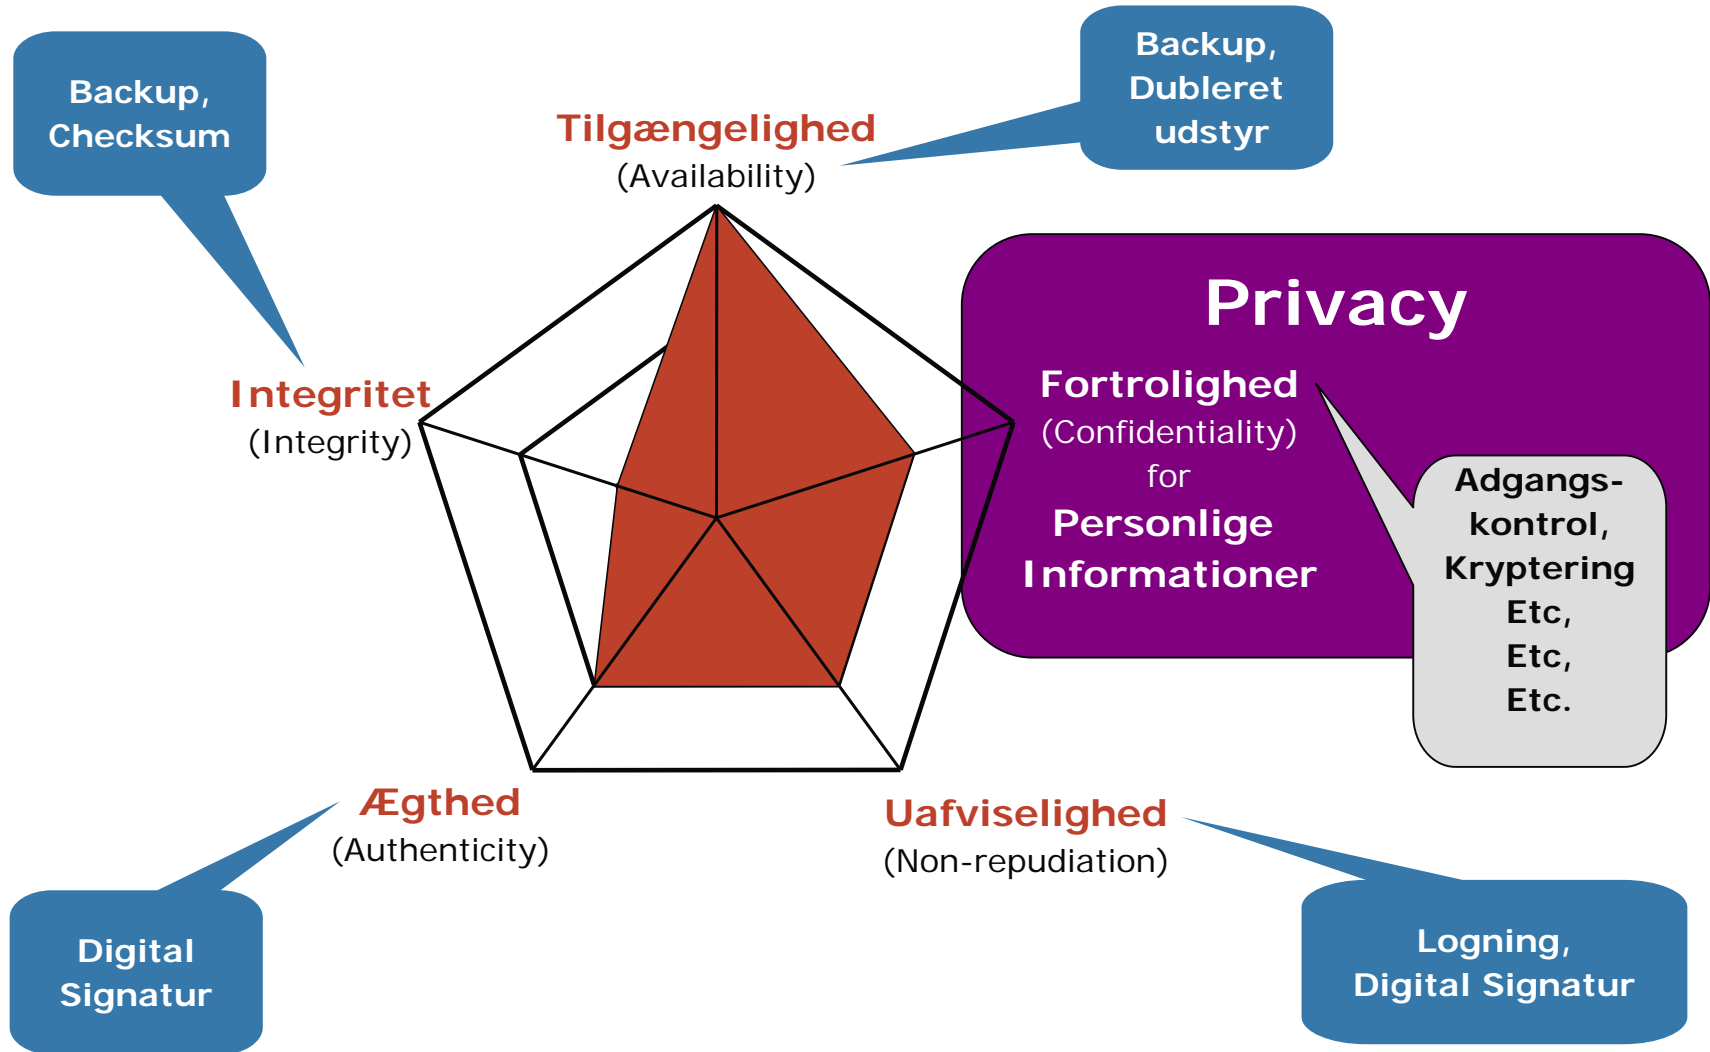 Backup,
Checksum
Backup,
Dubleret
udstyr
Tilgængelighed
(Availability)
Privacy
Fortrolighed
(Confidentiality)
for
Personlige
Informationer
Adgangs-
kontrol,
Kryptering
Etc,
Etc,
Etc.
Integritet
(Integrity)
Ægthed
(Authenticity)
Uafviselighed
(Non-repudiation)
Digital
Signatur
Logning,
Digital Signatur